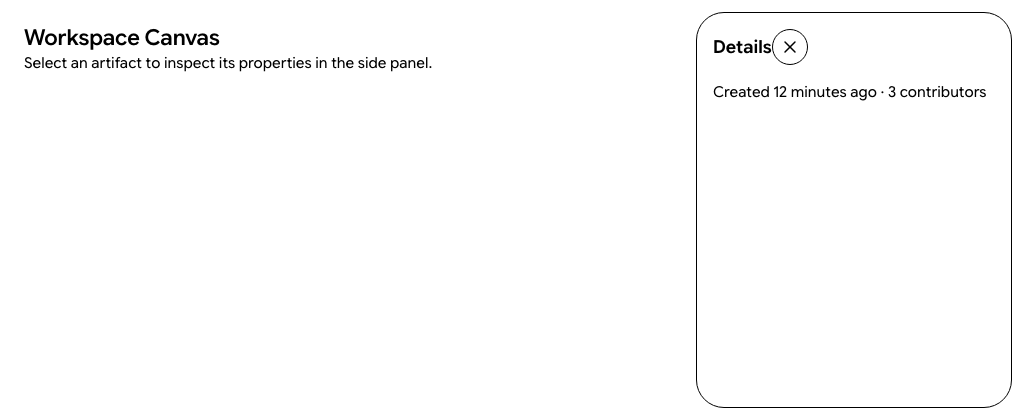 Workspace Canvas
Select an artifact to inspect its properties in the side panel.
Details
Created 12 minutes ago · 3 contributors